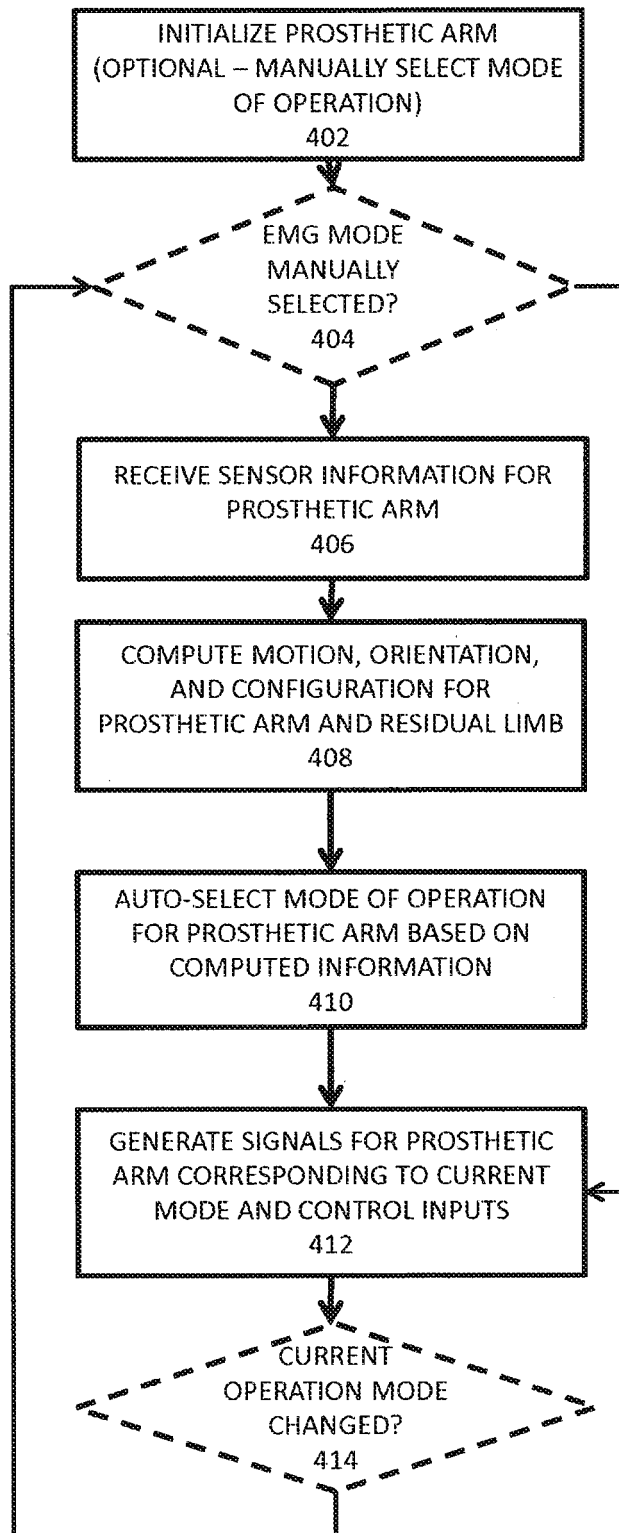 INITIALIZE PROSTHETIC ARM
(OPTIONAL – MANUALLY SELECT MODE
OF OPERATION)
402
EMG MODE
MANUALLY
SELECTED?
404
RECEIVE SENSOR INFORMATION FOR
PROSTHETIC ARM
406
COMPUTE MOTION, ORIENTATION,
AND CONFIGURATION FOR
PROSTHETIC ARM AND RESIDUAL LIMB
408
AUTO-SELECT MODE OF OPERATION
FOR PROSTHETIC ARM BASED ON
COMPUTED INFORMATION
410
GENERATE SIGNALS FOR PROSTHETIC
ARM CORRESPONDING TO CURRENT
MODE AND CONTROL INPUTS
412
CURRENT
OPERATION MODE
CHANGED?
414